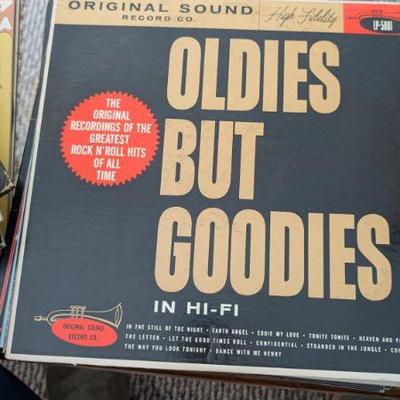 ORIGINAL SOUND
RECORD CO.
High Fidelity
LP-5001
OLDIES
BUT
GOODIES
THE
ORIGINAL
RECORDINGS OF THE
GREATEST
ROCK N'ROLL HITS
OF ALL
TIME
IN HI-FI
ORIGINAL SOUND
RECORD CO.
IN THE STILL OF THE NIGHT · EARTH ANGEL · EDDIE MY LOVE · TONITE TONITE · HEAVEN AND
THE LETTER · LET THE GOOD TIMES ROLL · CONFIDENTIAL · STRANDED IN THE JUNGLE
THE WAY YOU LOOK TONIGHT · DANCE WITH ME HENRY